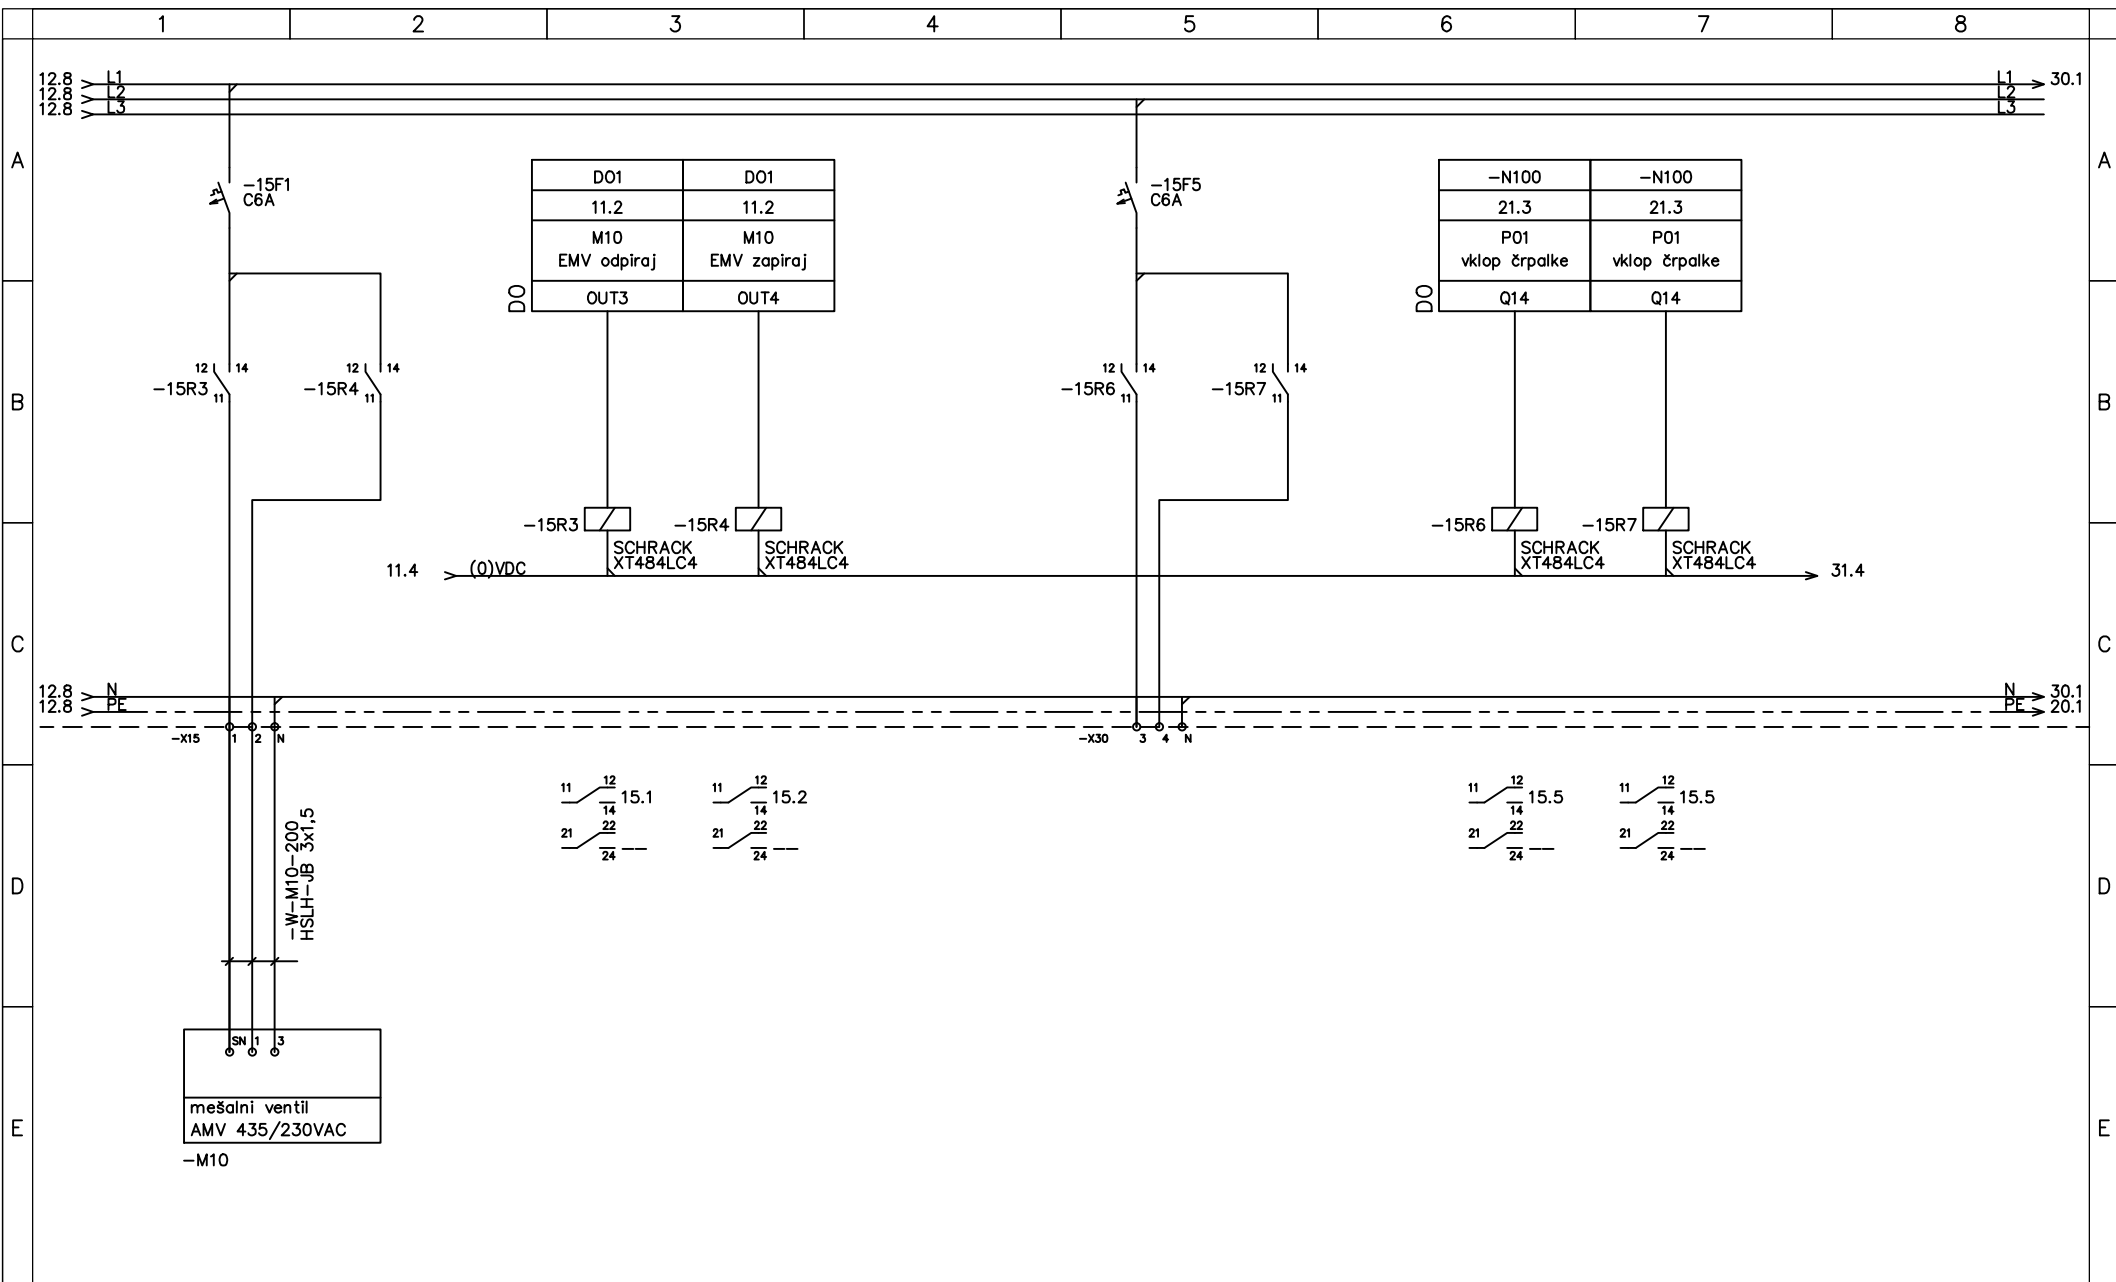 1 2 3 4 5 6 7 8
12.8 L1 L1 30.1
12.8 L2 L2
12.8 L3 L3
A A
-15F1
C6A
DO1 DO1
11.2 11.2
M10 M10
EMV odpiraj EMV zapiraj
DO
OUT3 OUT4
-15F5
C6A
-N100 -N100
21.3 21.3
P01 P01
vklop črpalke vklop črpalke
DO
Q14 Q14
B B
12 14
-15R3 11
12 14
-15R4 11
12 14
-15R6 11
12 14
-15R7 11
-15R3
SCHRACK
XT484LC4
-15R4
SCHRACK
XT484LC4
-15R6
SCHRACK
XT484LC4
-15R7
SCHRACK
XT484LC4
11.4 (0)VDC 31.4
C C
12.8 N N 30.1
12.8 PE PE 20.1
-X15 1 2 N
-X30 3 4 N
11 12 15.1
14
21 22
24
11 12 15.2
14
21 22
24
11 12 15.5
14
21 22
24
11 12 15.5
14
21 22
24
D D
-W-M10-200
HSLH-JB 3x1,5
SN 1 3
mešalni ventil
AMV 435/230VAC
-M10
E E